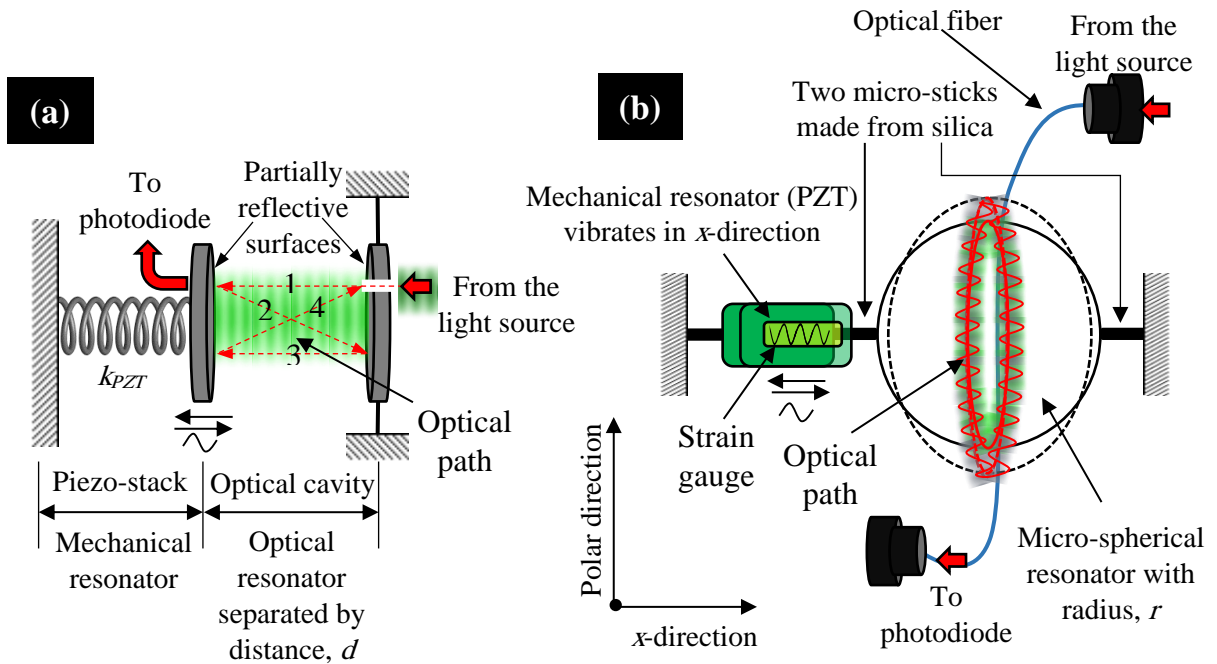 (a)
To
photodiode
Partially
reflective
surfaces
1
2
4
3
From the
light source
k_PZT
Optical
path
Piezo-stack
Optical cavity
Mechanical
resonator
Optical
resonator
separated by
distance, d
(b)
Optical fiber
From the
light source
Two micro-sticks
made from silica
Mechanical resonator (PZT)
vibrates in x-direction
Strain
gauge
Optical
path
Polar direction
x-direction
To
photodiode
Micro-spherical
resonator with
radius, r